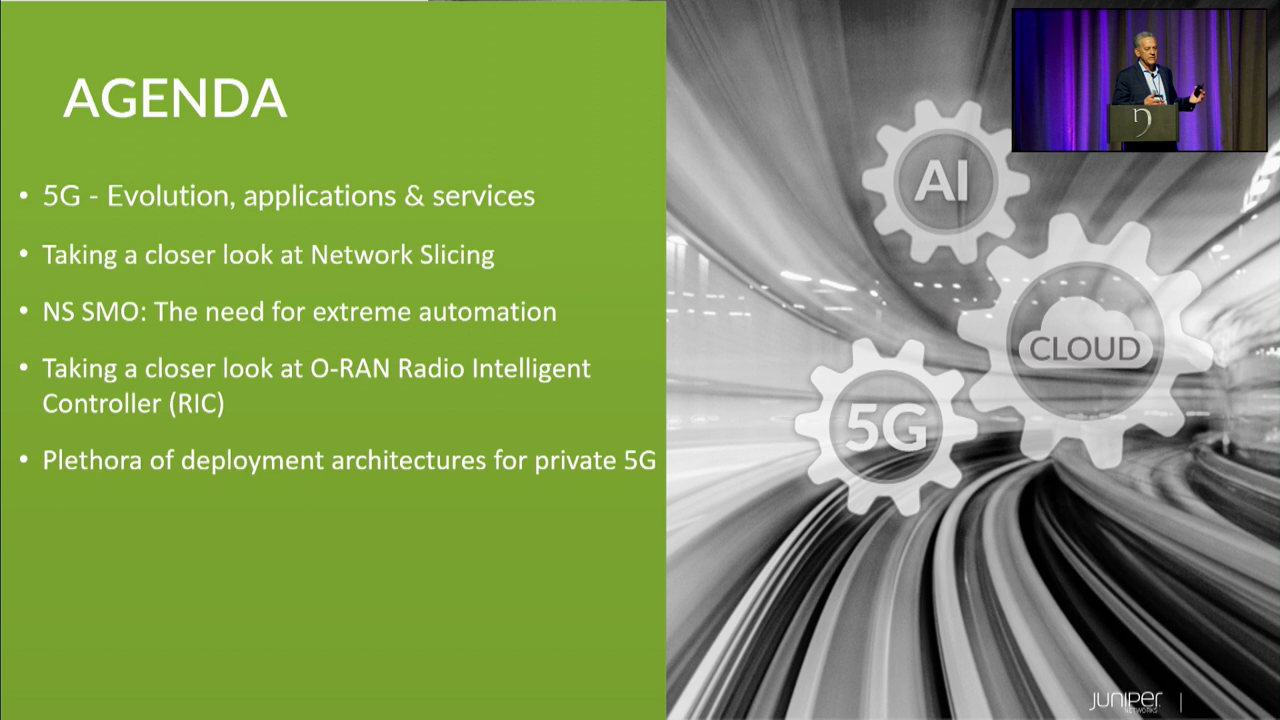 AGENDA
• 5G - Evolution, applications & services
• Taking a closer look at Network Slicing
• NS SMO: The need for extreme automation
• Taking a closer look at O-RAN Radio Intelligent
Controller (RIC)
• Plethora of deployment architectures for private 5G
AI
CLOUD
5G
JUNIPER
NETWORKS